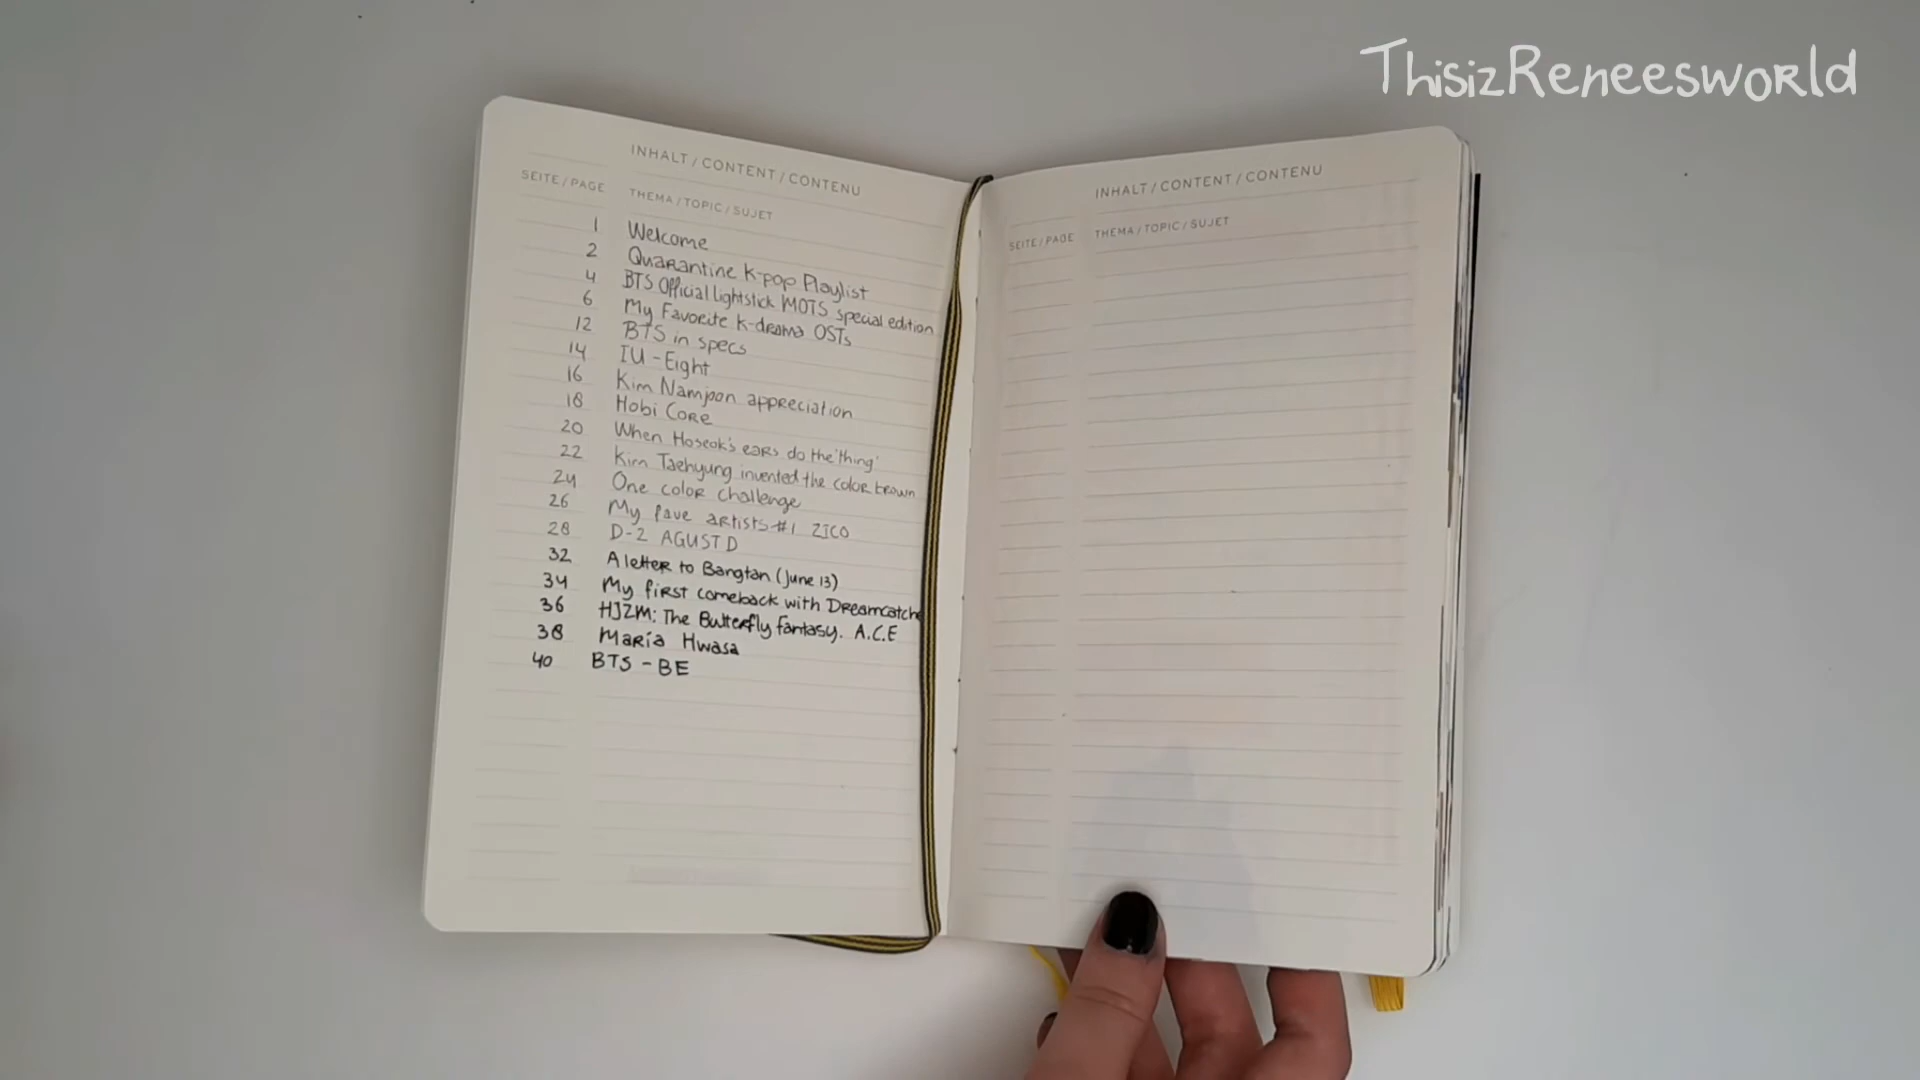 ThisizReneesworld
INHALT / CONTENT / CONTENU
SEITE / PAGE THEMA / TOPIC / SUJET
1 Welcome
2 Quarantine K-pop Playlist
4 BTS Official Lightstick MOTS special edition
6 My Favorite K-drama OSTs
12 BTS in specs
14 IU - Eight
16 Kim Namjoon appreciation
18 Hobi Core
20 When Hoseok's ears do the 'thing'
22 Kim Taehyung invented the color brown
24 One color challenge
26 My fave artists #1 ZICO
28 D-2 AGUST D
32 A letter to Bangtan (June 13)
34 My first comeback with Dreamcatche
36 HJZM: The Butterfly fantasy. A.C.E
38 María Hwasa
40 BTS - BE
INHALT / CONTENT / CONTENU
SEITE / PAGE THEMA / TOPIC / SUJET